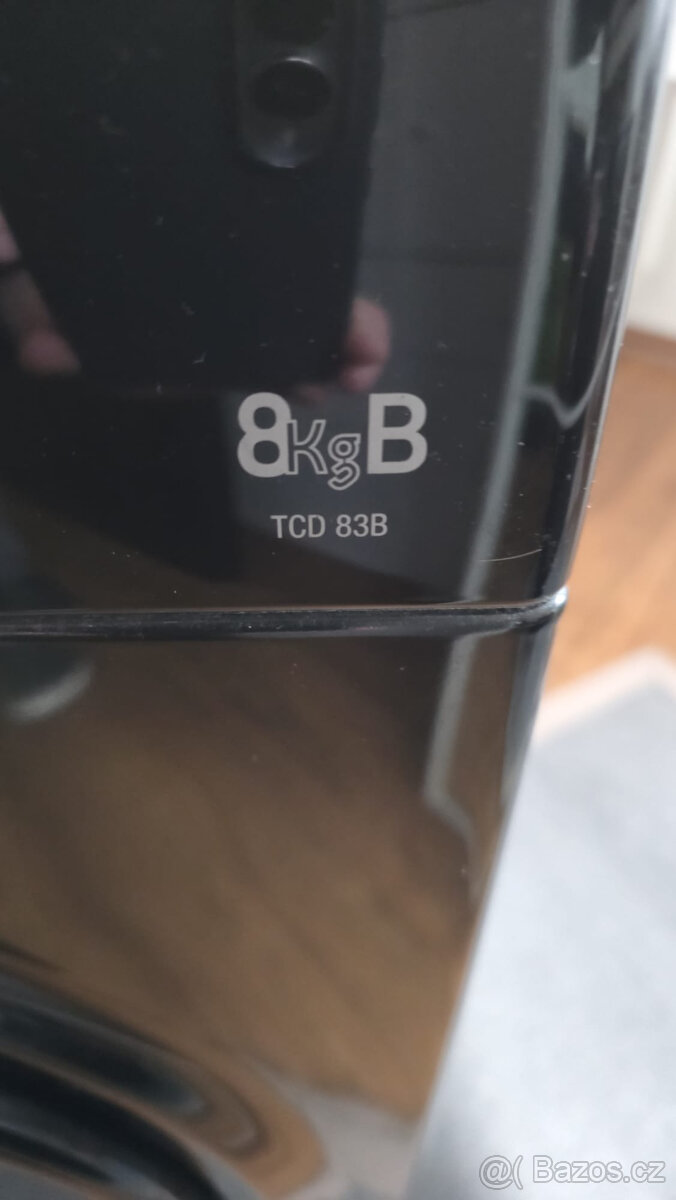 8KgB
TCD 83B
@( Bazos.cz